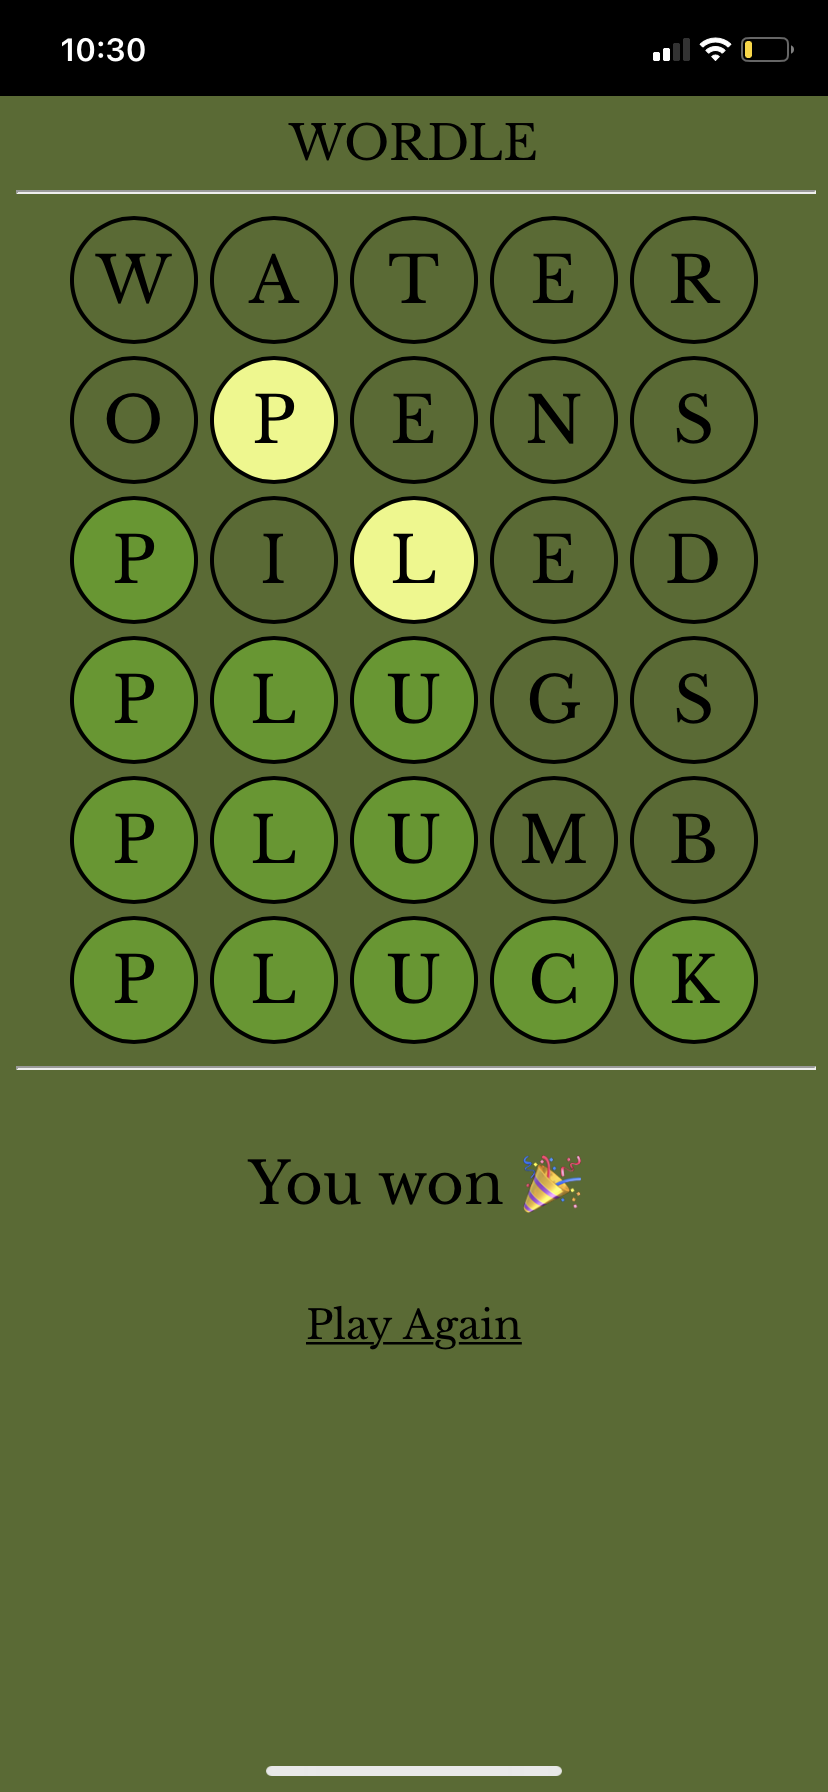 10:30
WORDLE
W A T E R
O P E N S
P I L E D
P L U G S
P L U M B
P L U C K
You won 🎉
Play Again